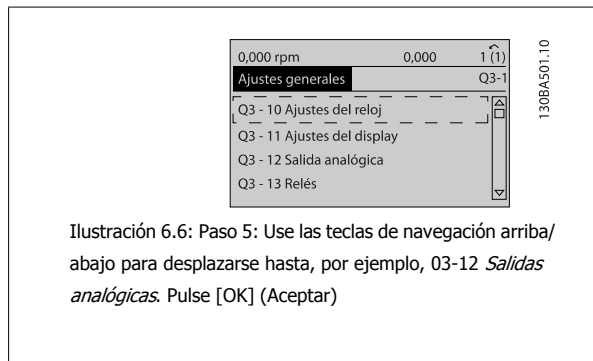 0,000 rpm 0,000 1 (1)
Ajustes generales Q3-1
Q3 - 10 Ajustes del reloj
Q3 - 11 Ajustes del display
Q3 - 12 Salida analógica
Q3 - 13 Relés
130BA501.10
Ilustración 6.6: Paso 5: Use las teclas de navegación arriba/
abajo para desplazarse hasta, por ejemplo, 03-12 Salidas
analógicas. Pulse [OK] (Aceptar)